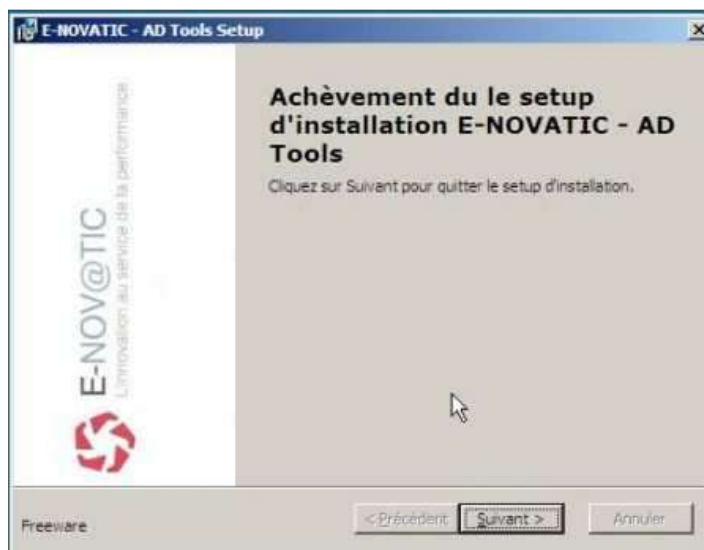 E-NOVATIC - AD Tools Setup
Achèvement du le setup
d'installation E-NOVATIC - AD
Tools
Cliquez sur Suivant pour quitter le setup d'installation.
E-NOV@TIC
L'innovation au service de la performance
Freeware
< Précédent
Suivant >
Annuler